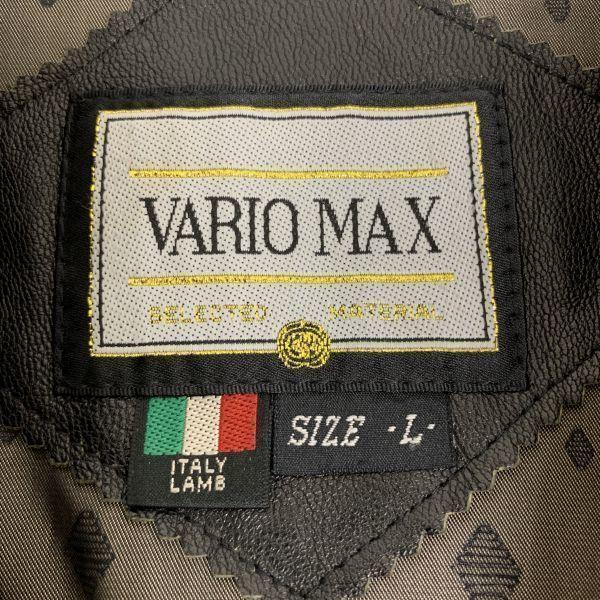 VARIO MAX
SELECTED MATERIAL
ITALY
LAMB
SIZE -L-